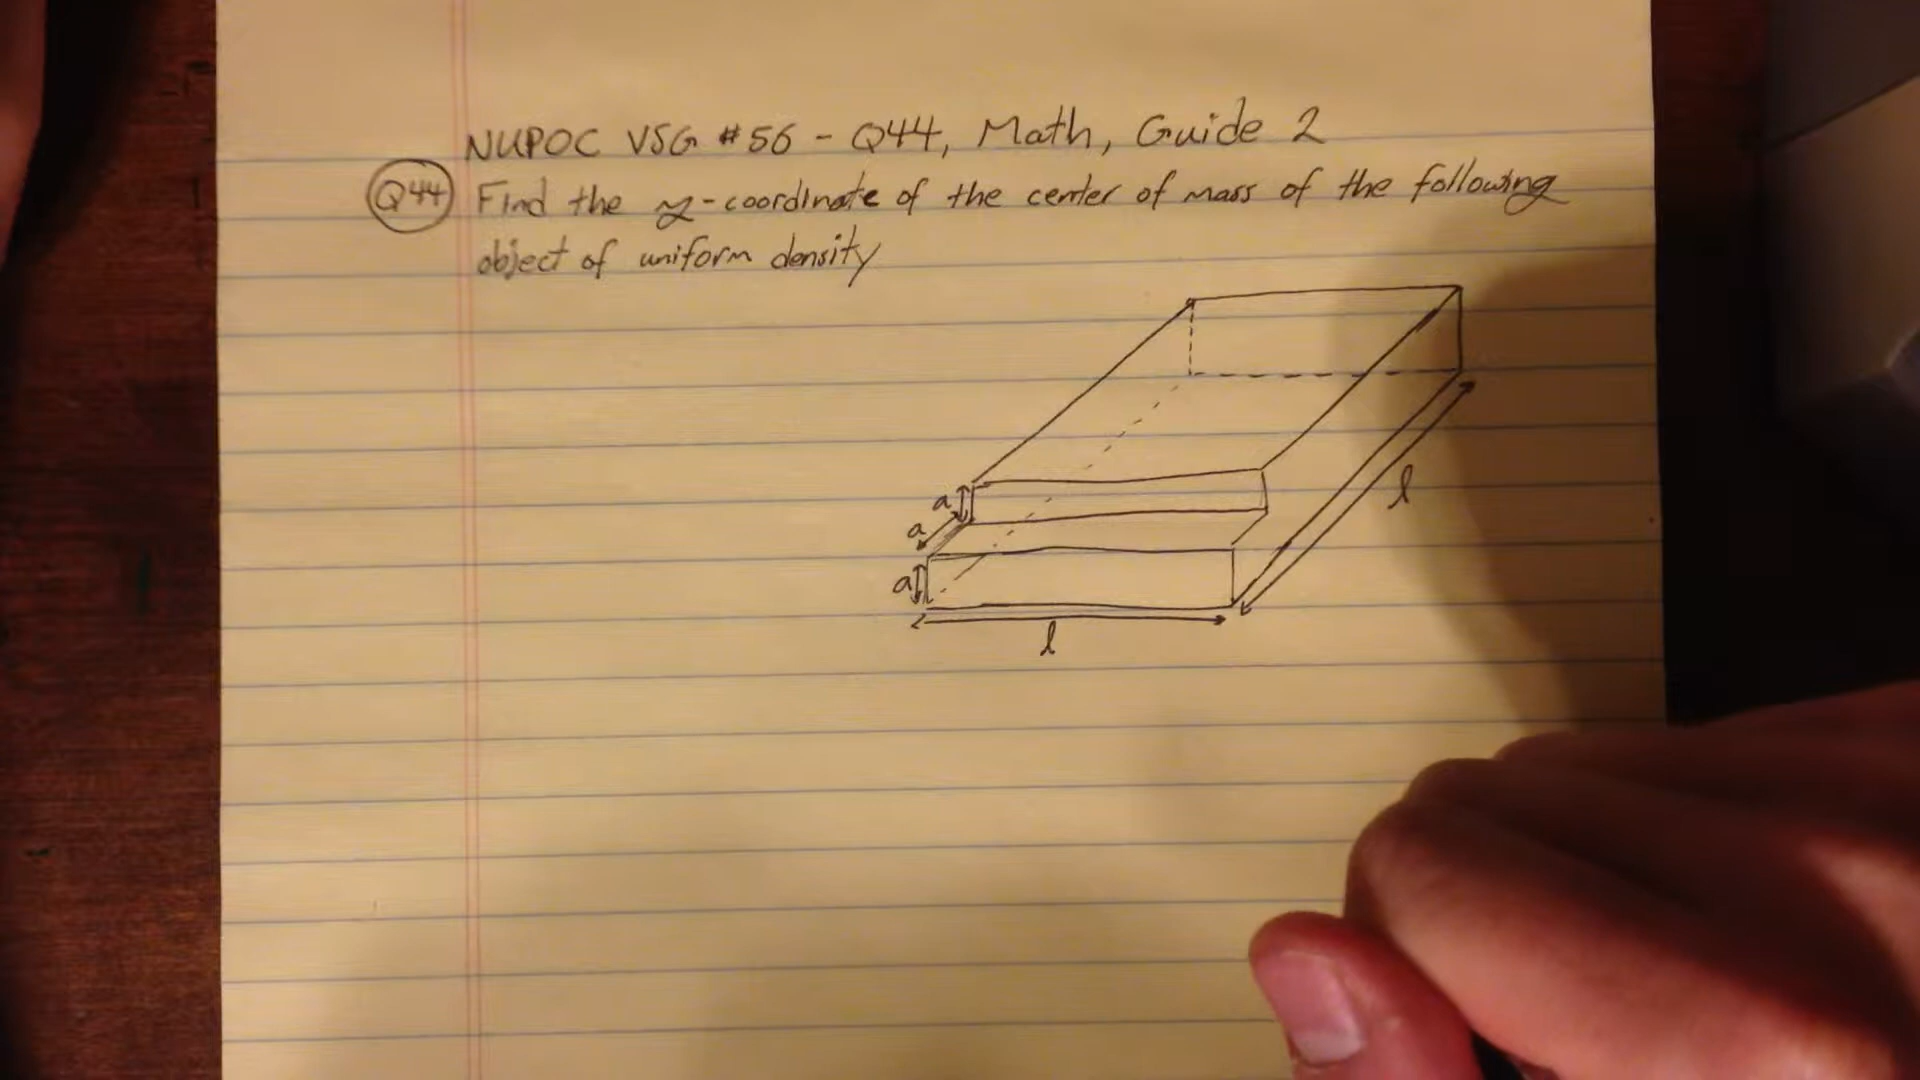 NUPOC VSG #56 - Q44, Math, Guide 2
Q44 Find the z-coordinate of the center of mass of the following
object of uniform density
a
a
l
a
l